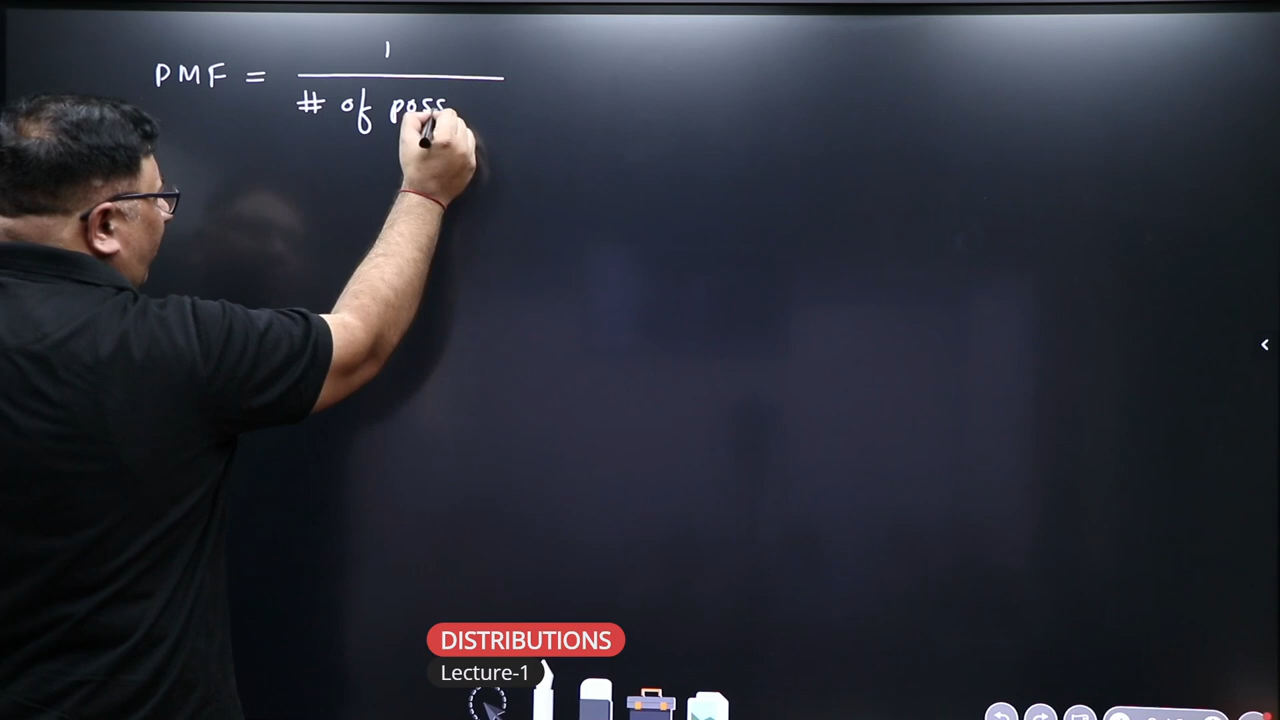 PMF = 1
# of poss
DISTRIBUTIONS
Lecture-1